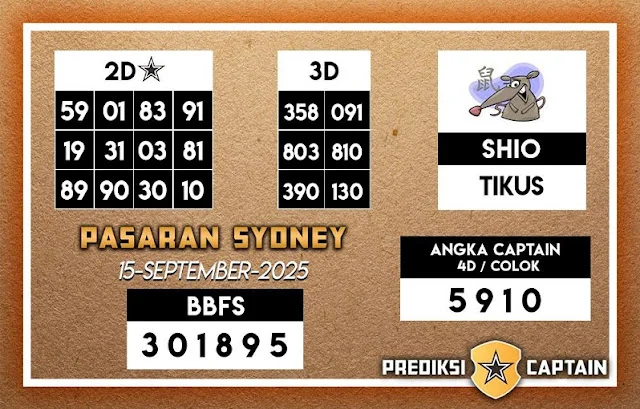 2D
59 01 83 91
19 31 03 81
89 90 30 10
3D
358 091
803 810
390 130
鼠
SHIO
TIKUS
PASARAN SYDNEY
15-SEPTEMBER-2025
BBFS
301895
ANGKA CAPTAIN
4D / COLOK
5910
PREDIKSI CAPTAIN